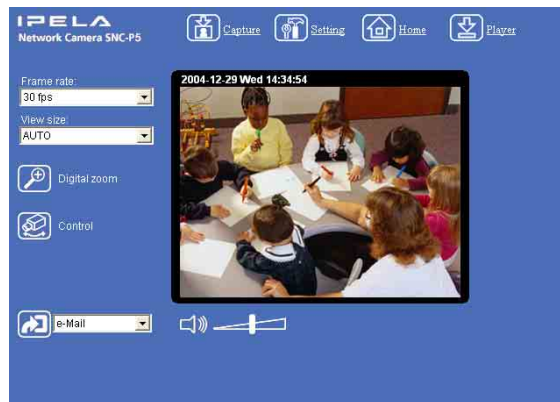 IPELA
Network Camera SNC-P5
Capture
Setting
Home
Player
Frame rate:
30 fps
View size:
AUTO
Digital zoom
Control
2004-12-29 Wed 14:34:54
e-Mail